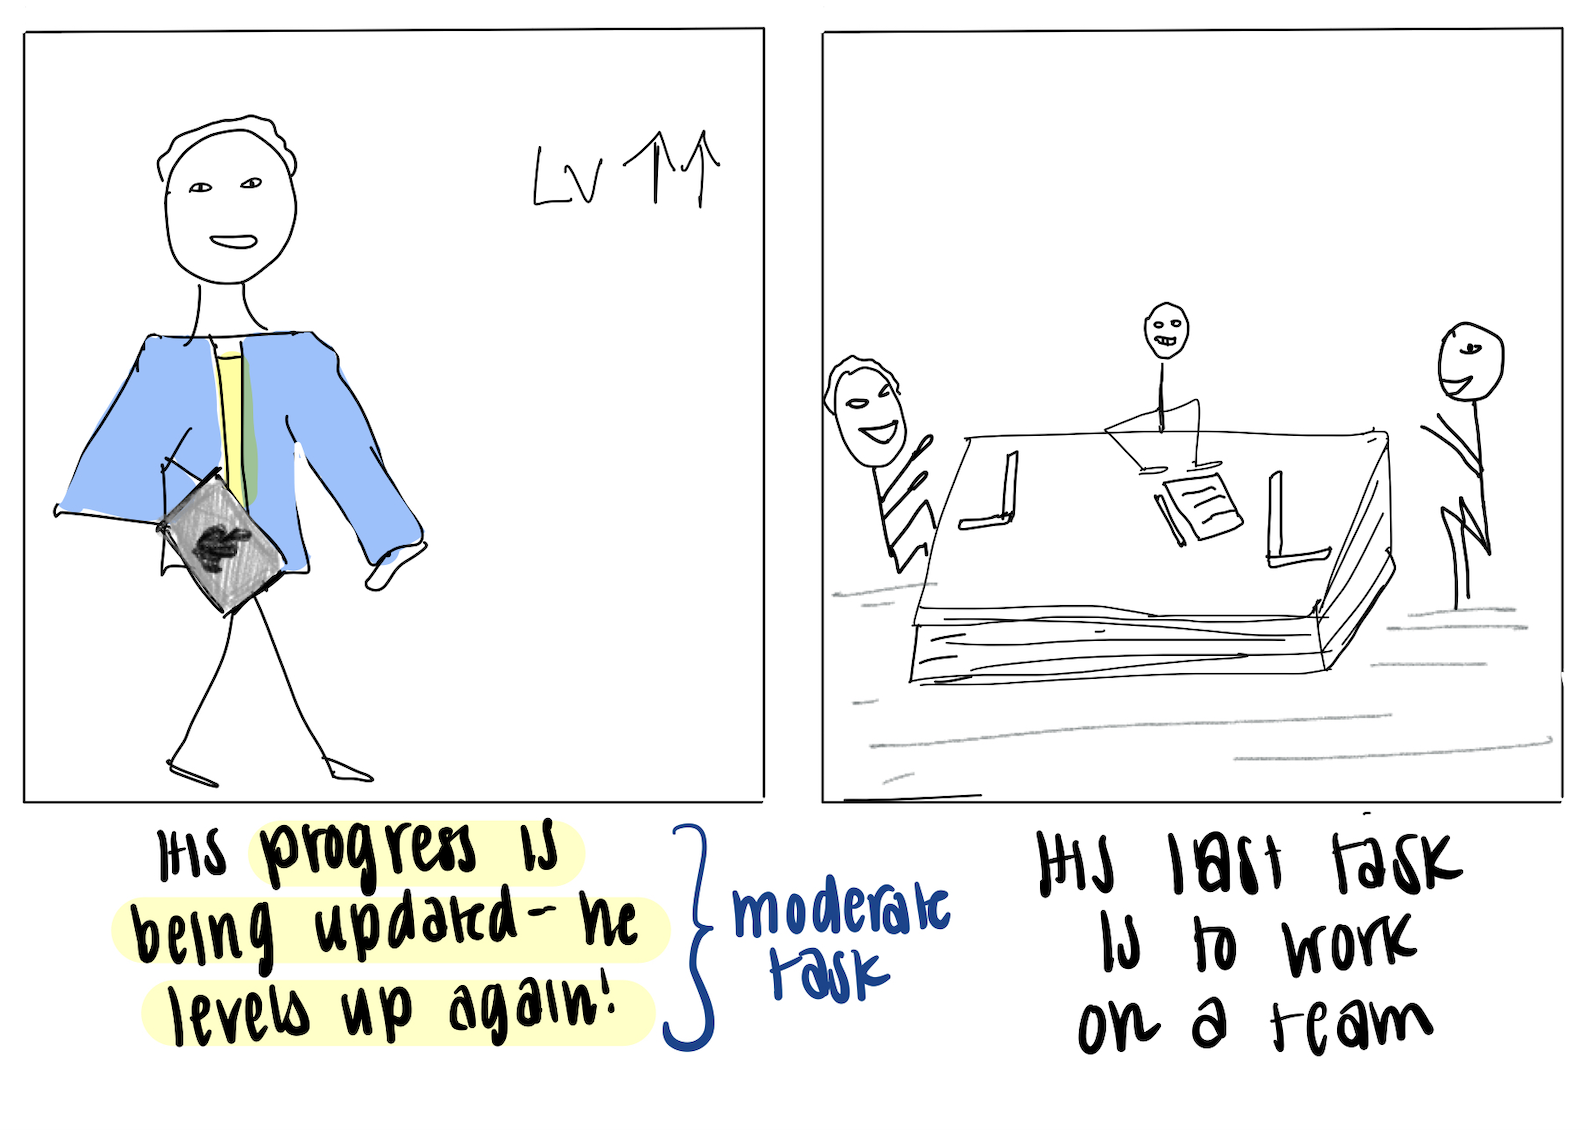 Lv ↑↑
His progress is
being updated - he
levels up again!
moderate
task
His last task
is to work
on a team